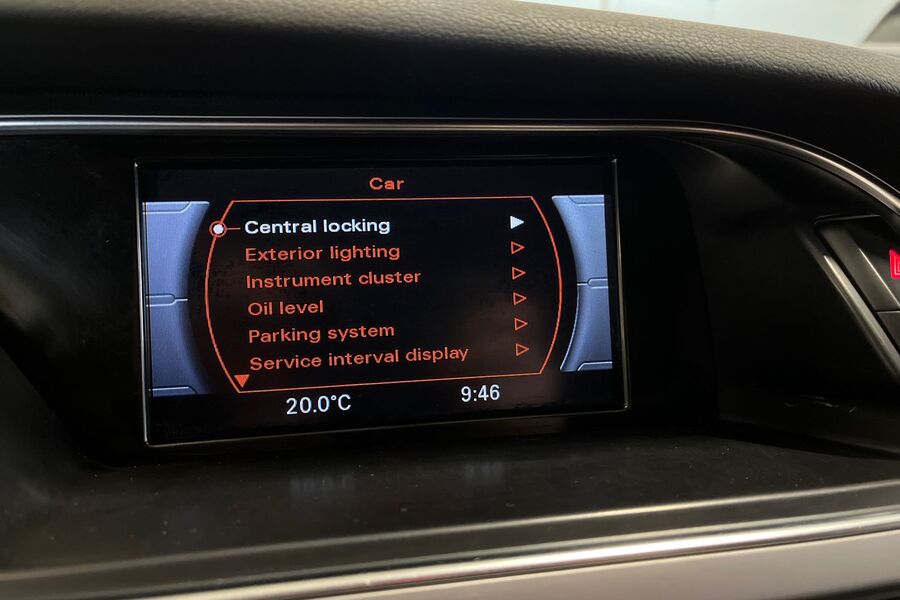 Car
Central locking
Exterior lighting
Instrument cluster
Oil level
Parking system
Service interval display
20.0°C
9:46